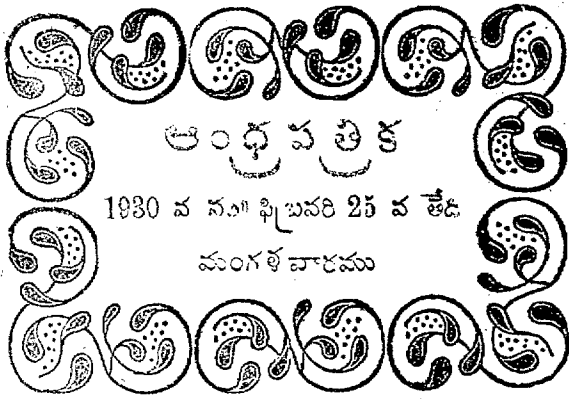 ఆంధ్రపత్రిక
1930 వ సం॥ ఫిబ్రవరి 25 వ తేది
మంగళవారము